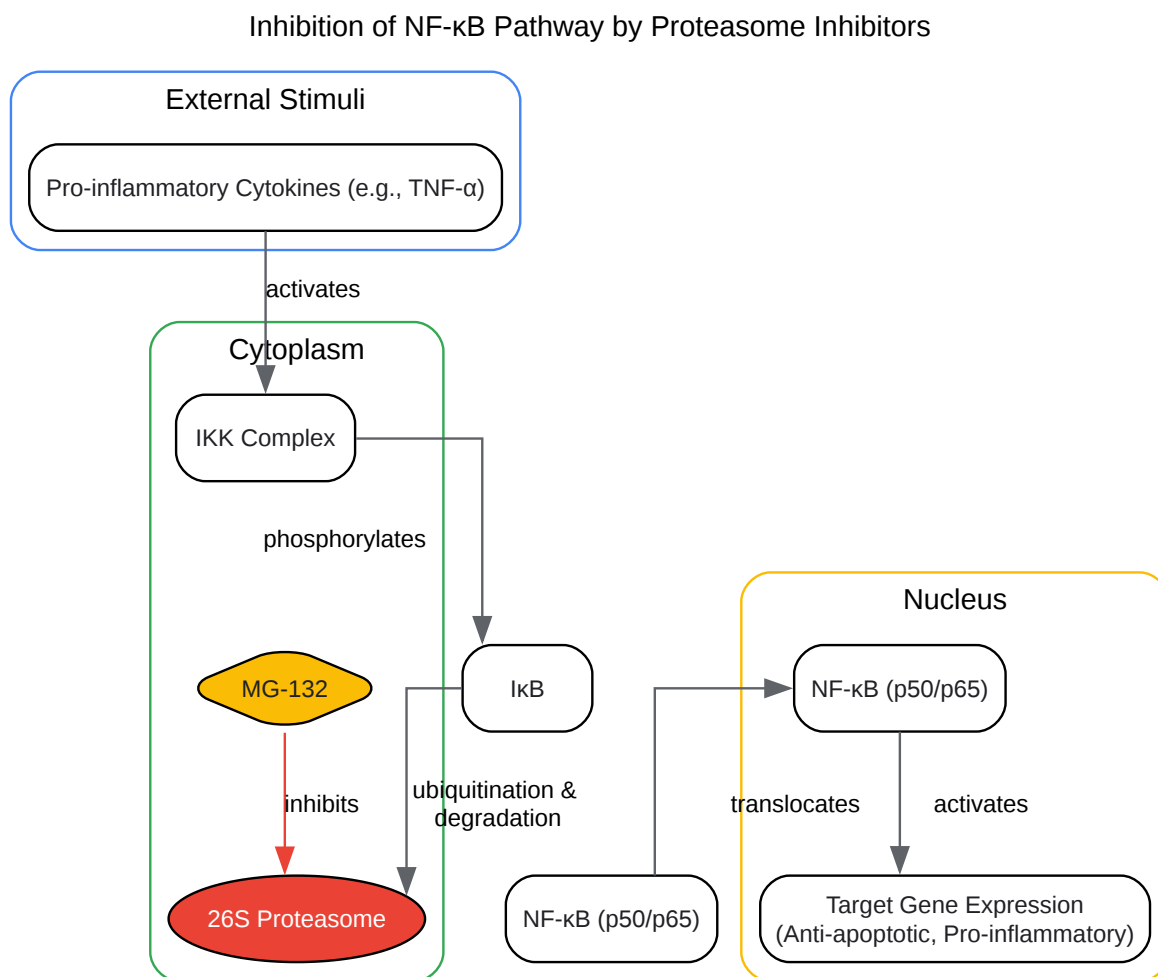 Inhibition of NF-κB Pathway by Proteasome Inhibitors
External Stimuli
Pro-inflammatory Cytokines (e.g., TNF-α)
activates
Cytoplasm
IKK Complex
phosphorylates
Nucleus
MG-132
IκB
NF-κB (p50/p65)
inhibits
ubiquitination &
degradation
translocates
activates
26S Proteasome
NF-κB (p50/p65)
Target Gene Expression
(Anti-apoptotic, Pro-inflammatory)